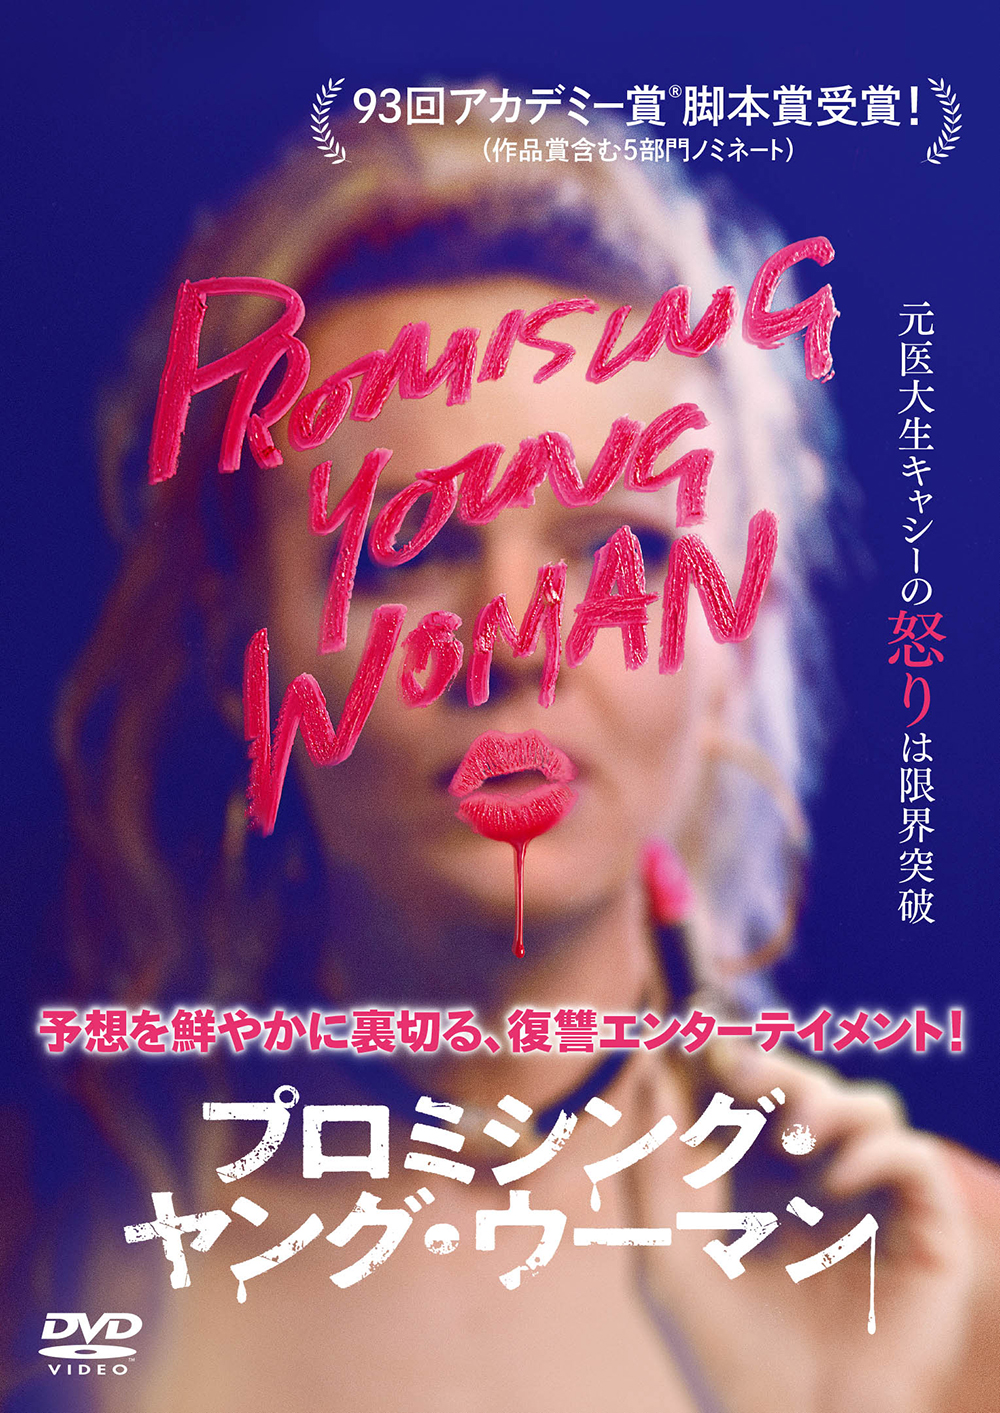 93回アカデミー賞®脚本賞受賞!
(作品賞含む5部門ノミネート)
PROMISING
YOUNG
WOMAN
元医大生キャシーの怒りは限界突破
予想を鮮やかに裏切る、復讐エンターテイメント!
プロミシング・
ヤング・ウーマン
DVD
VIDEO™